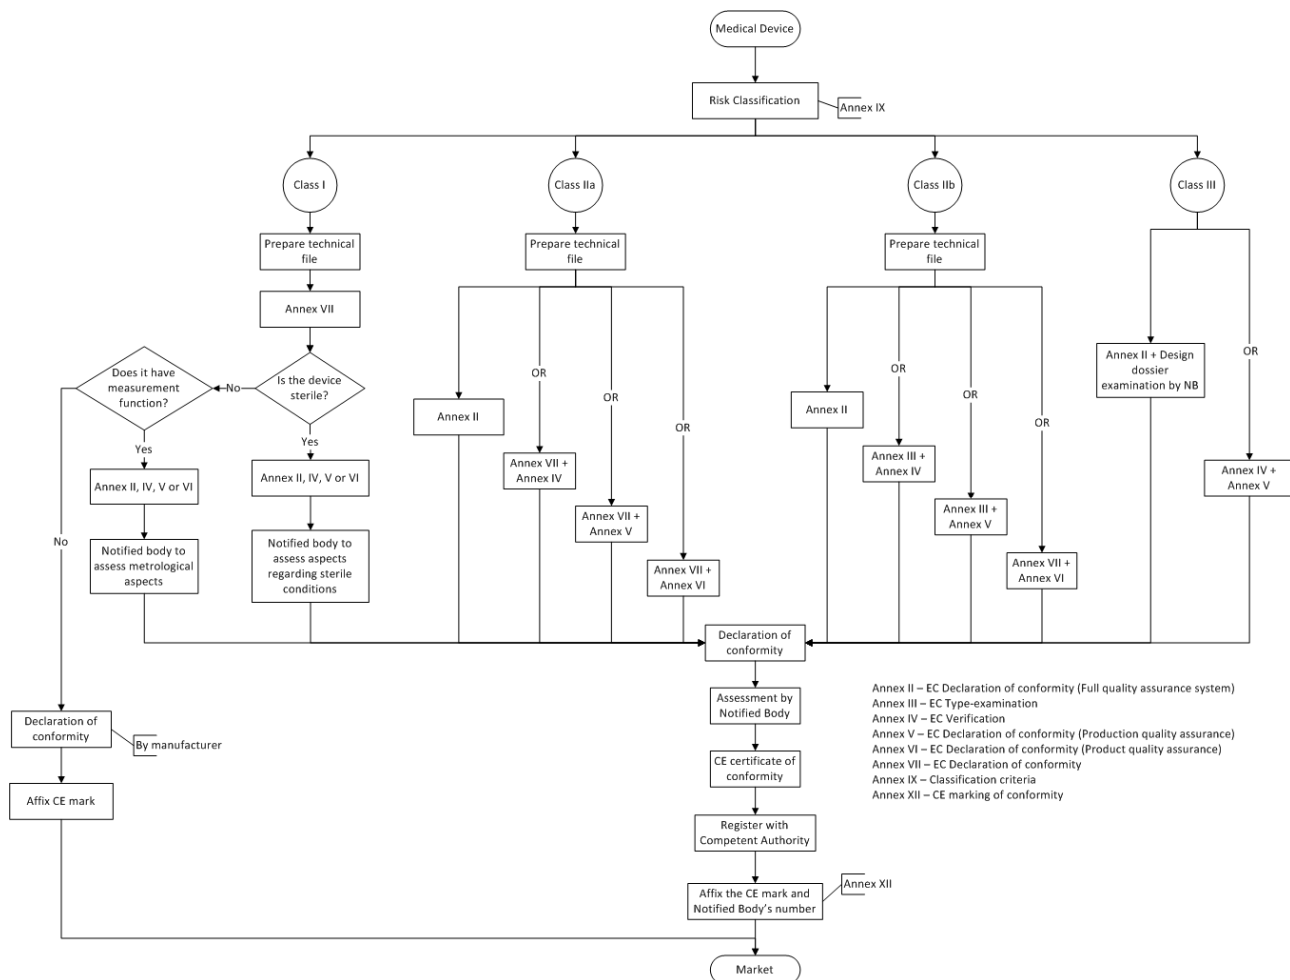 Medical Device
Risk Classification
Annex IX
Class I
Class IIa
Class IIb
Class III
Prepare technical
file
Prepare technical
file
Prepare technical
file
Annex VII
Does it have
measurement
function?
No
Is the device
sterile?
Yes
Yes
Annex II, IV, V or VI
Annex II, IV, V or VI
No
Notified body to
assess metrological
aspects
Notified body to
assess aspects
regarding sterile
conditions
Annex II
OR
Annex VII +
Annex IV
OR
Annex VII +
Annex V
OR
Annex VII +
Annex VI
Annex II
OR
Annex III +
Annex IV
OR
Annex III +
Annex V
OR
Annex VII +
Annex VI
Annex II + Design
dossier
examination by NB
OR
Annex IV +
Annex V
Declaration of
conformity
Assessment by
Notified Body
CE certificate of
conformity
Register with
Competent Authority
Affix the CE mark and
Notified Body's number
Annex XII
Declaration of
conformity
By manufacturer
Affix CE mark
Annex II – EC Declaration of conformity (Full quality assurance system)
Annex III – EC Type-examination
Annex IV – EC Verification
Annex V – EC Declaration of conformity (Production quality assurance)
Annex VI – EC Declaration of conformity (Product quality assurance)
Annex VII – EC Declaration of conformity
Annex IX – Classification criteria
Annex XII – CE marking of conformity
Market